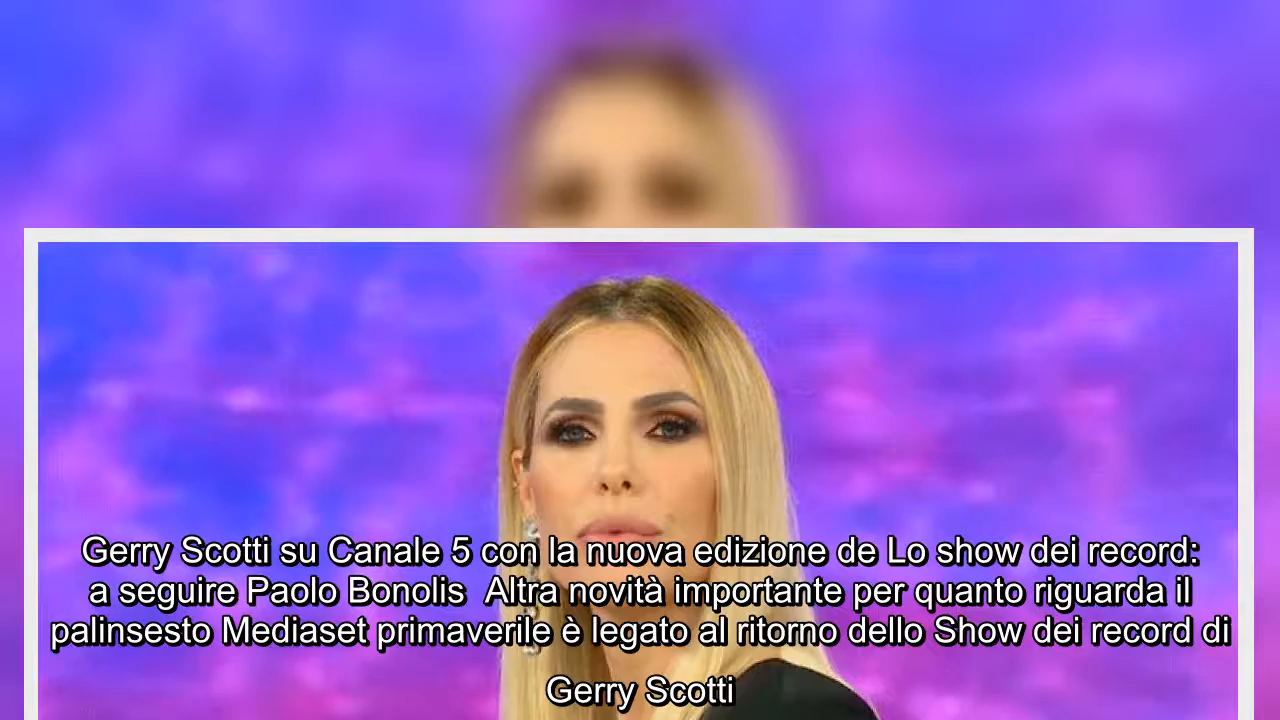 Gerry Scotti su Canale 5 con la nuova edizione de Lo show dei record:
a seguire Paolo Bonolis  Altra novità importante per quanto riguarda il
palinsesto Mediaset primaverile è legato al ritorno dello Show dei record di
Gerry Scotti